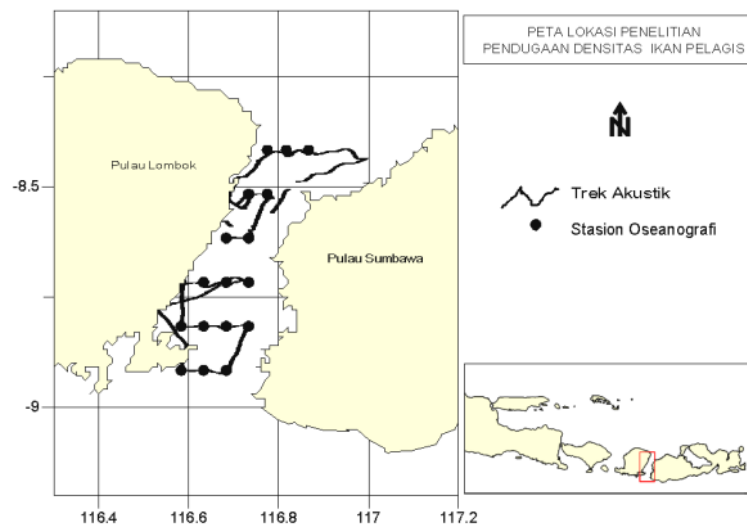 PETA LOKASI PENELITIAN
PENDUGAAN DENSITAS IKAN PELAGIS
N
Pulau Lombok
Trek Akustik
Stasion Oseanografi
Pulau Sumbawa
-8.5
-9
116.4 116.6 116.8 117 117.2